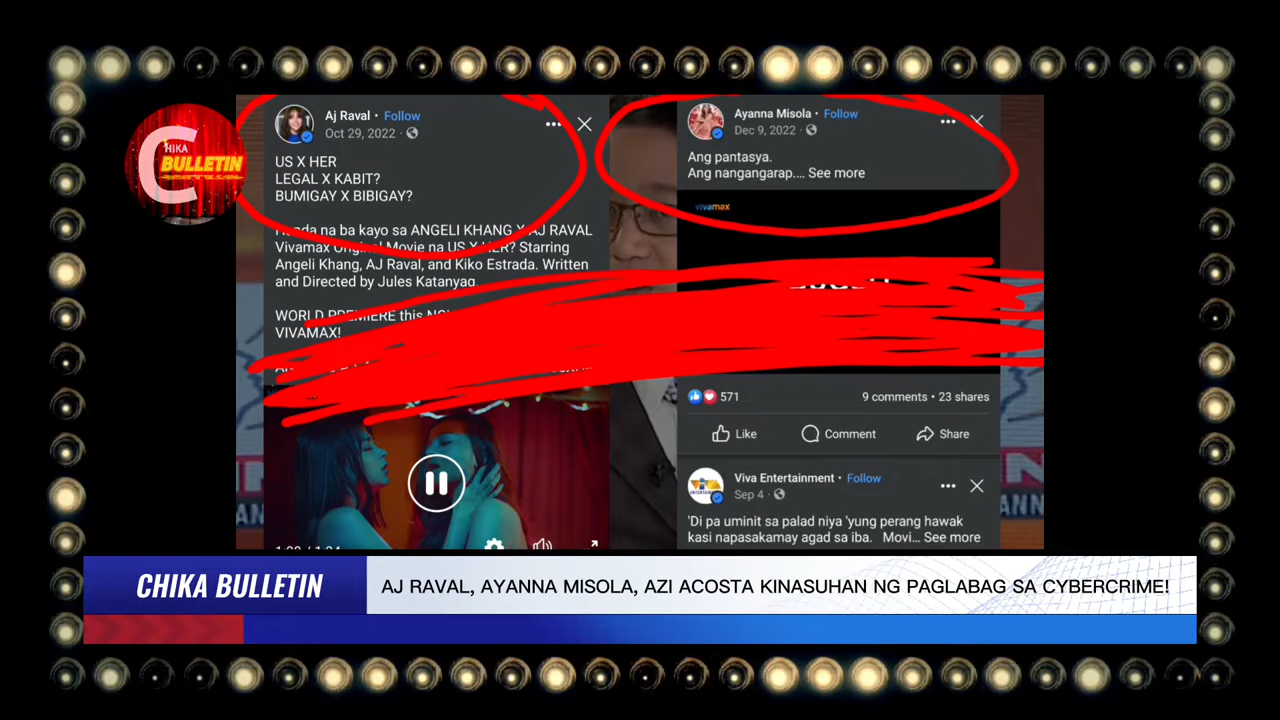 CHIKA
BULLETIN
Aj Raval · Follow
Oct 29, 2022 ·
US X HER
LEGAL X KABIT?
BUMIGAY X BIBIGAY?
Handa na ba kayo sa ANGELI KHANG X AJ RAVAL
Vivamax Original Movie na US X HER? Starring
Angeli Khang, AJ Raval, and Kiko Estrada. Written
and Directed by Jules Katanyag.
WORLD PREMIERE this
VIVAMAX!
Ayanna Misola · Follow
Dec 9, 2022 ·
Ang pantasya.
Ang nangangarap.... See more
vivamax
571
9 comments • 23 shares
Like
Comment
Share
Viva Entertainment · Follow
Sep 4 ·
'Di pa uminit sa palad niya 'yung perang hawak
kasi napasakamay agad sa iba. Movi... See more
CHIKA BULLETIN
AJ RAVAL, AYANNA MISOLA, AZI ACOSTA KINASUHAN NG PAGLABAG SA CYBERCRIME!